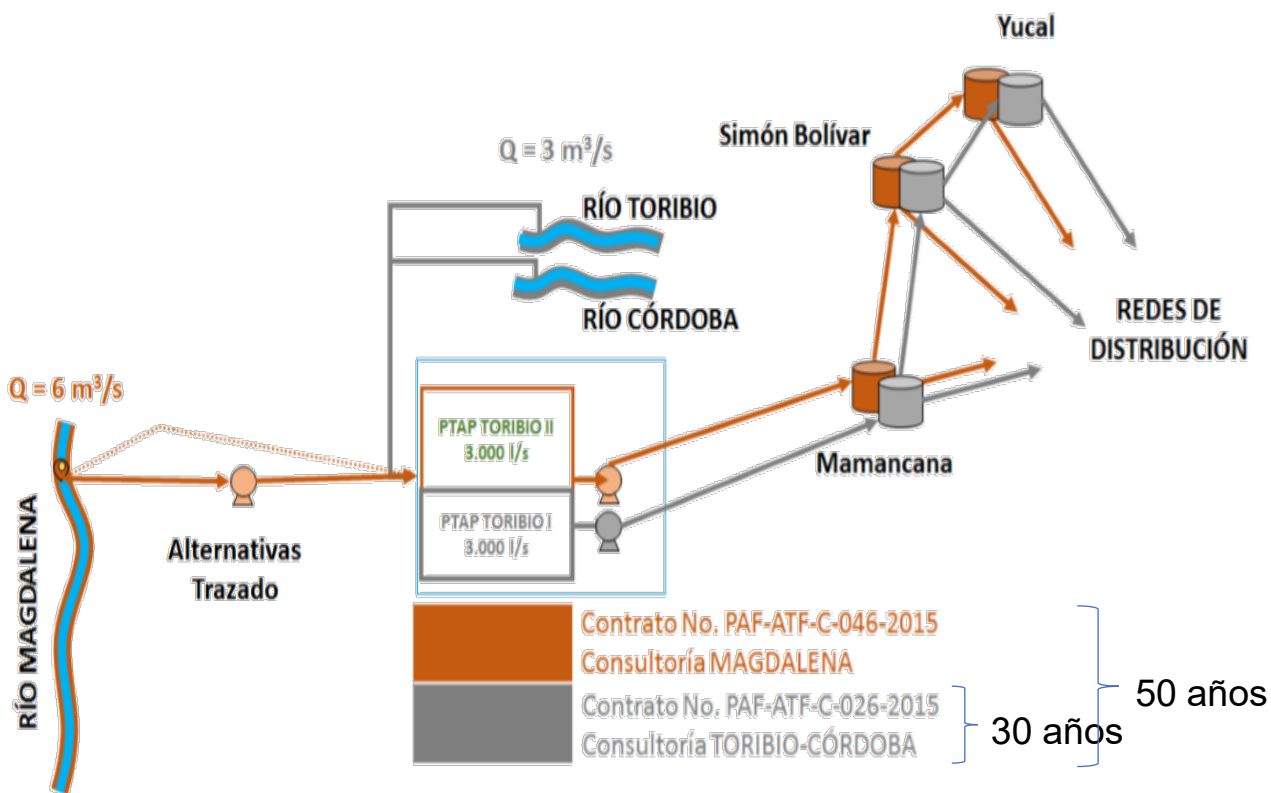 Yucal
Simón Bolívar
Q = 3 m³/s
RÍO TORIBIO
RÍO CÓRDOBA
REDES DE
DISTRIBUCIÓN
Q = 6 m³/s
PTAP TORIBIO II
3.000 l/s
PTAP TORIBIO I
3.000 l/s
Mamancana
RÍO MAGDALENA
Alternativas
Trazado
Contrato No. PAF-ATF-C-046-2015
Consultoría MAGDALENA
Contrato No. PAF-ATF-C-026-2015
Consultoría TORIBIO-CÓRDOBA
30 años
50 años